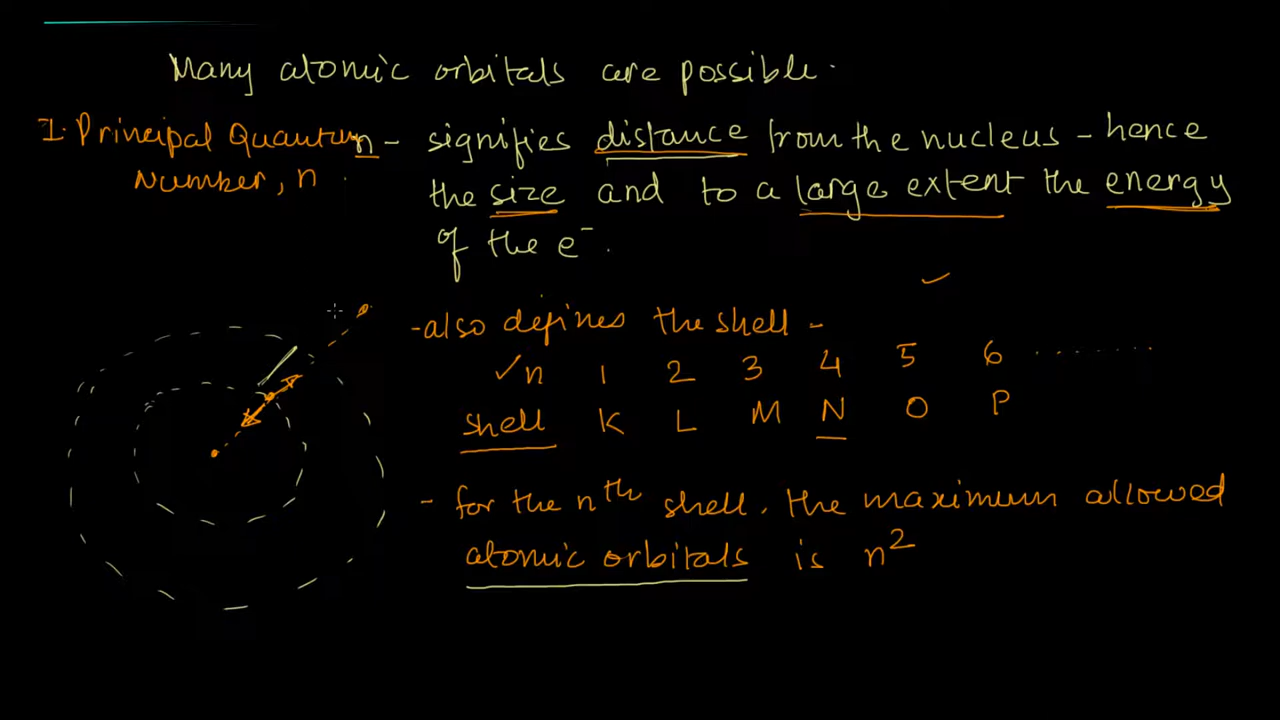 Many atomic orbitals are possible.
I. Principal Quantum
Number, n.
n - signifies distance from the nucleus - hence
the size and to a large extent the energy
of the e⁻.
- also defines the shell -
✓ n 1 2 3 4 5 6 ........
shell K L M N O P
- for the nᵗʰ shell, the maximum allowed
atomic orbitals is n²